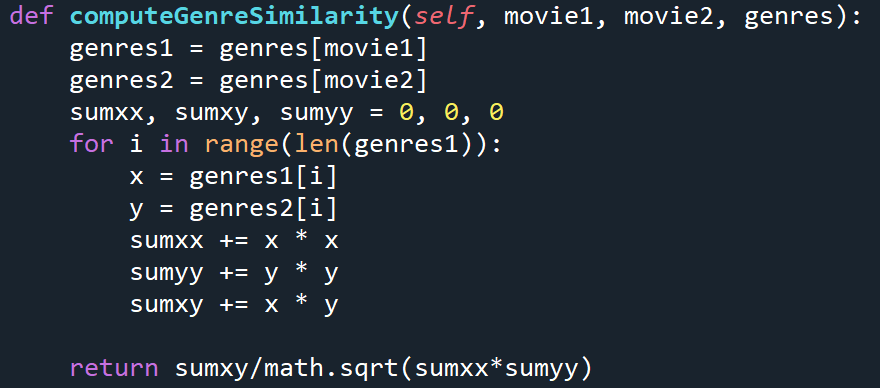 def computeGenreSimilarity(self, movie1, movie2, genres):
    genres1 = genres[movie1]
    genres2 = genres[movie2]
    sumxx, sumxy, sumyy = 0, 0, 0
    for i in range(len(genres1)):
        x = genres1[i]
        y = genres2[i]
        sumxx += x * x
        sumyy += y * y
        sumxy += x * y
    return sumxy/math.sqrt(sumxx*sumyy)